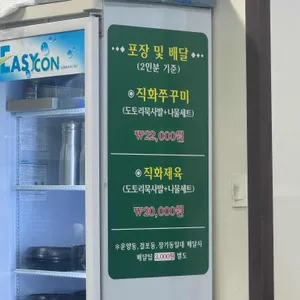 EASYCON
포장 및 배달
(2인분 기준)
직화쭈꾸미
(도토리묵사발+나물세트)
₩22,000원
직화제육
(도토리묵사발+나물세트)
₩20,000원
※운양동,걸포동,장기동일대 배달시
배달팁 3,000원 별도